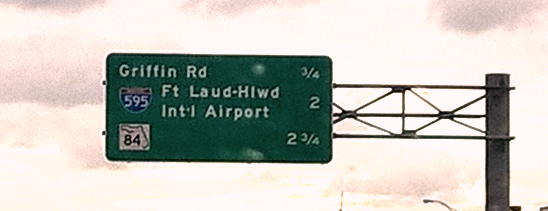 Griffin Rd 3/4
595 Ft Laud-Hlwd
Int'l Airport 2
84 2 3/4